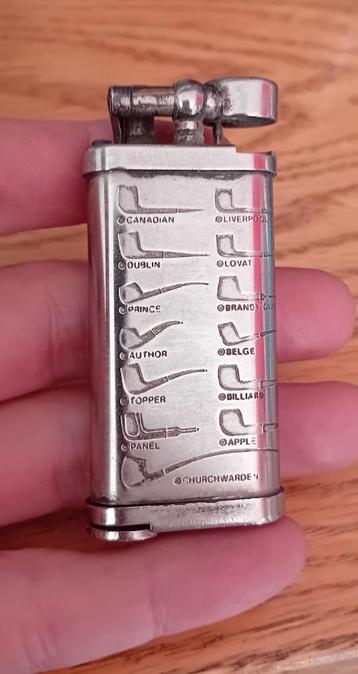 CANADIAN
LIVERPOOL
DUBLIN
LOVAT
PRINCE
BRANDY
AUTHOR
BELGE
TOPPER
BILLIARD
PANEL
APPLE
CHURCHWARDEN